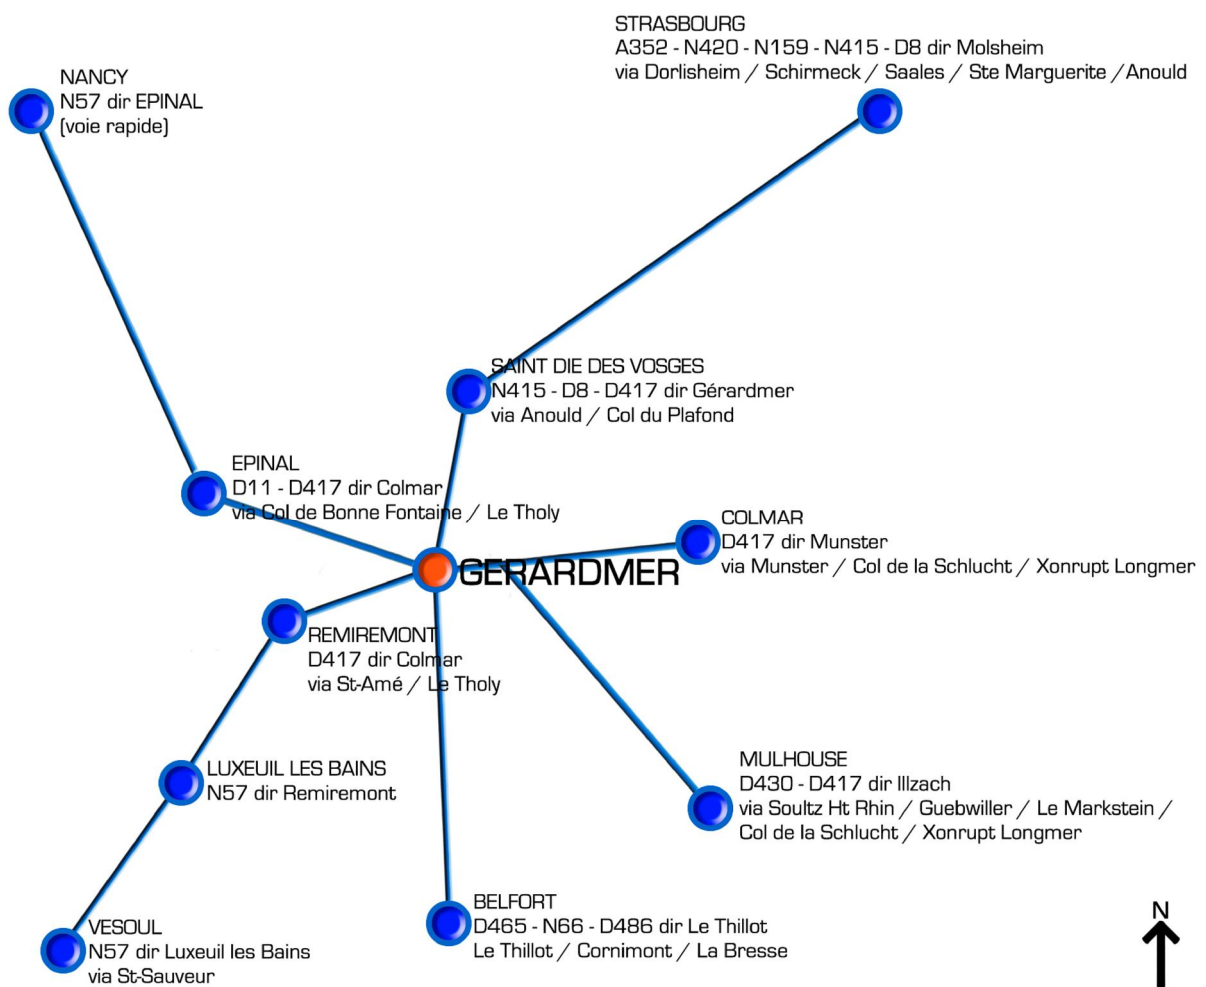 STRASBOURG
A352 - N420 - N159 - N415 - D8 dir Molsheim
via Dorlisheim / Schirmeck / Saales / Ste Marguerite /Anould
NANCY
N57 dir EPINAL
(voie rapide)
SAINT DIE DES VOSGES
N415 - D8 - D417 dir Gérardmer
via Anould / Col du Plafond
EPINAL
D11 - D417 dir Colmar
via Col de Bonne Fontaine / Le Tholy
COLMAR
D417 dir Munster
via Munster / Col de la Schlucht / Xonrupt Longmer
GERARDMER
REMIREMONT
D417 dir Colmar
via St-Amé / Le Tholy
MULHOUSE
D430 - D417 dir Illzach
via Soultz Ht Rhin / Guebwiller / Le Markstein /
Col de la Schlucht / Xonrupt Longmer
LUXEUIL LES BAINS
N57 dir Remiremont
BELFORT
D465 - N66 - D486 dir Le Thillot
Le Thillot / Cornimont / La Bresse
VESOUL
N57 dir Luxeuil les Bains
via St-Sauveur
N